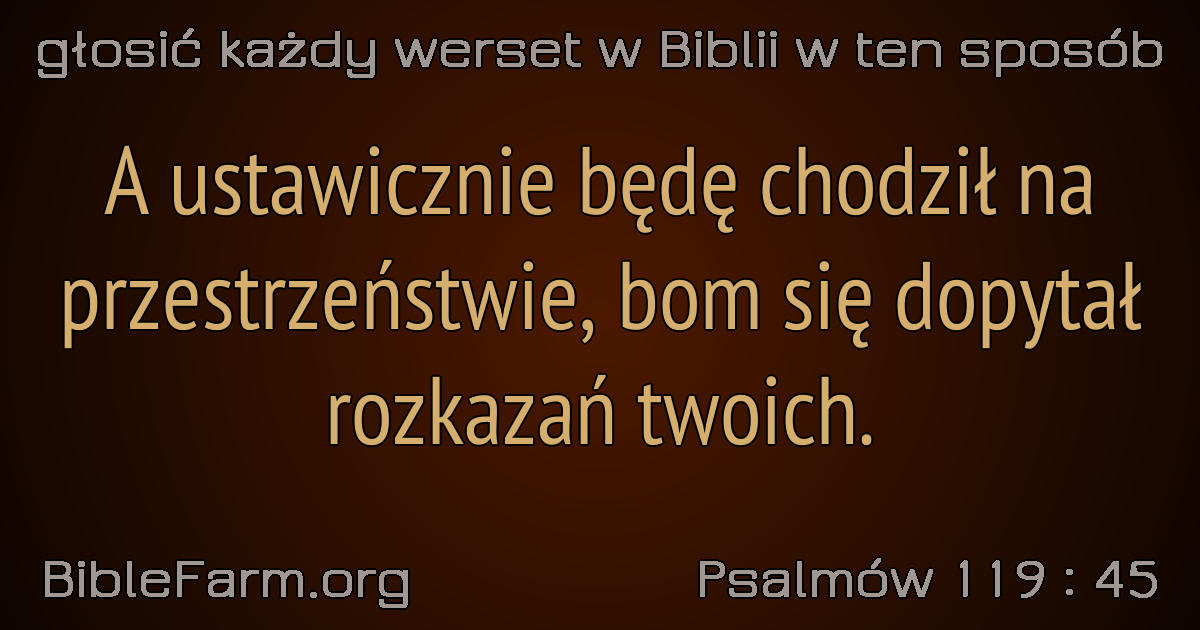 głosić każdy werset w Biblii w ten sposób
A ustawicznie będę chodził na
przestrzeństwie, bom się dopytał
rozkazań twoich.
BibleFarm.org
Psalmów 119 : 45